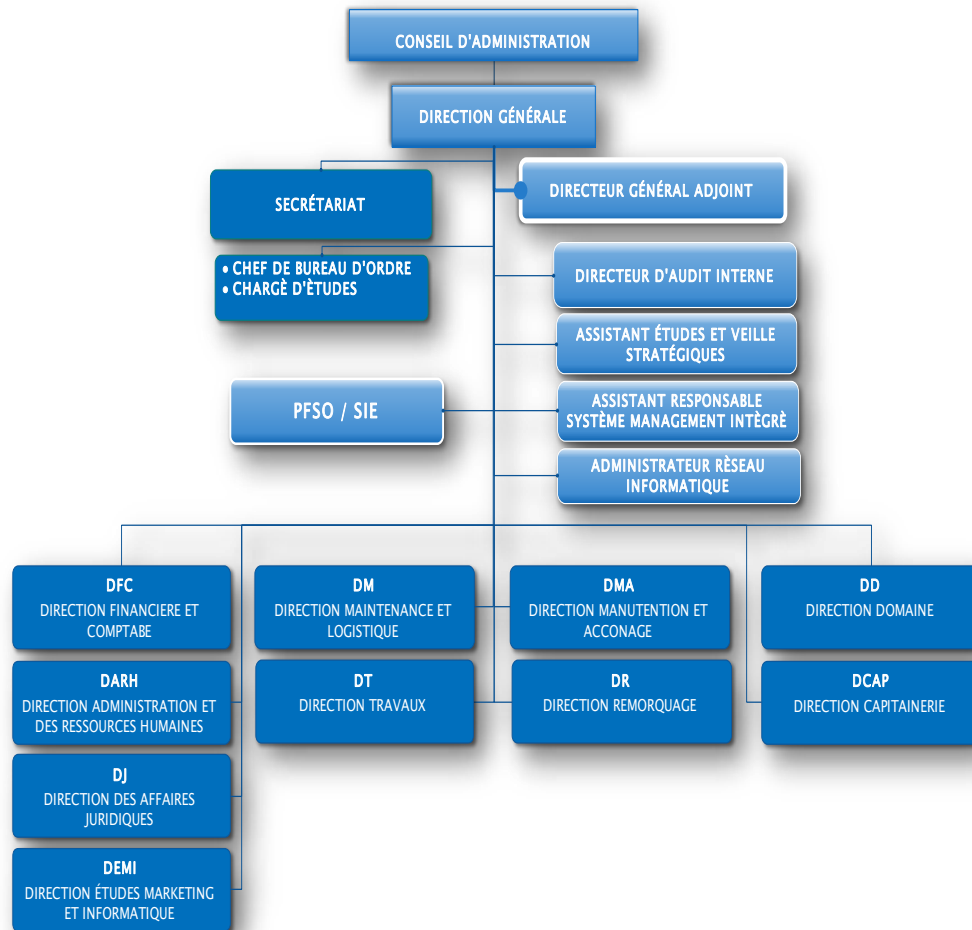 CONSEIL D'ADMINISTRATION
DIRECTION GÉNÉRALE
SECRÉTARIAT
DIRECTEUR GÉNÉRAL ADJOINT
• CHEF DE BUREAU D'ORDRE
• CHARGÈ D'ÈTUDES
DIRECTEUR D'AUDIT INTERNE
ASSISTANT ÉTUDES ET VEILLE
STRATÉGIQUES
PFSO / SIE
ASSISTANT RESPONSABLE
SYSTÈME MANAGEMENT INTÈGRÈ
ADMINISTRATEUR RÈSEAU
INFORMATIQUE
DFC
DIRECTION FINANCIERE ET
COMPTABE
DM
DIRECTION MAINTENANCE ET
LOGISTIQUE
DMA
DIRECTION MANUTENTION ET
ACCONAGE
DD
DIRECTION DOMAINE
DARH
DIRECTION ADMINISTRATION ET
DES RESSOURCES HUMAINES
DT
DIRECTION TRAVAUX
DR
DIRECTION REMORQUAGE
DCAP
DIRECTION CAPITAINERIE
DJ
DIRECTION DES AFFAIRES
JURIDIQUES
DEMI
DIRECTION ÉTUDES MARKETING
ET INFORMATIQUE